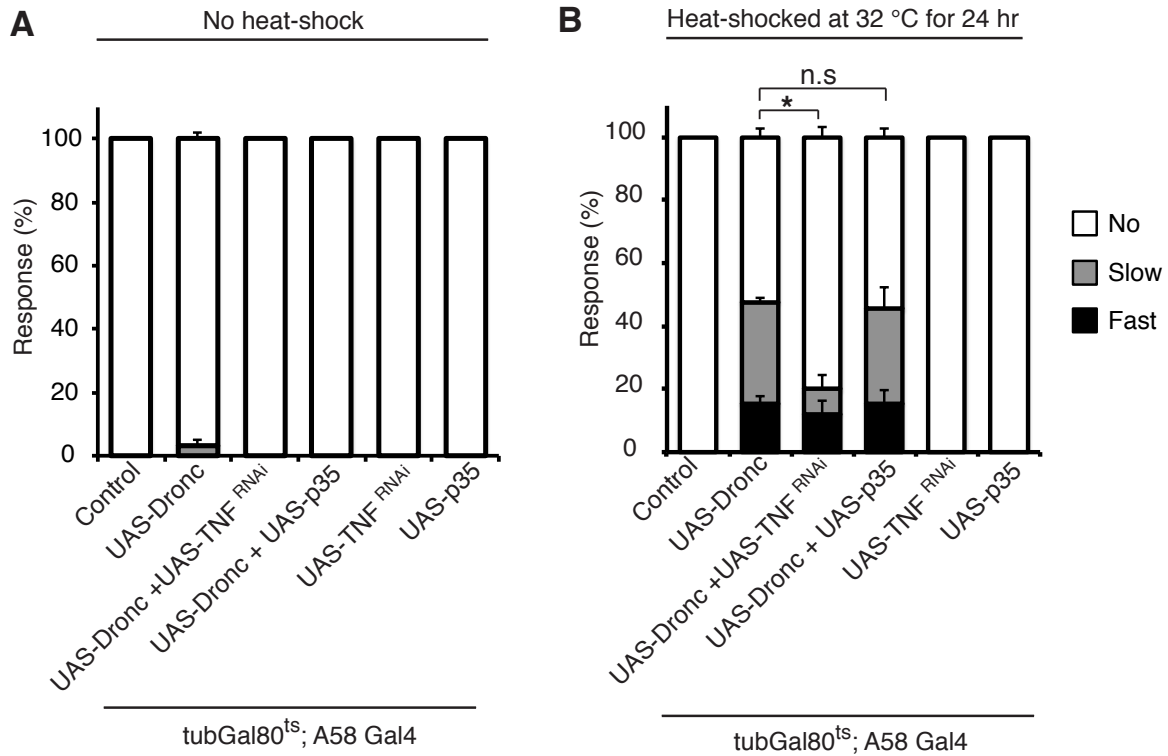 A
No heat-shock
Response (%)
100
80
60
40
20
0
Control
UAS-Dronc
UAS-Dronc +UAS-TNF RNAi
UAS-Dronc + UAS-p35
UAS-TNF RNAi
UAS-p35
tubGal80ts; A58 Gal4
B
Heat-shocked at 32 °C for 24 hr
n.s
*
Response (%)
100
80
60
40
20
0
Control
UAS-Dronc
UAS-Dronc +UAS-TNF RNAi
UAS-Dronc + UAS-p35
UAS-TNF RNAi
UAS-p35
tubGal80ts; A58 Gal4
No
Slow
Fast